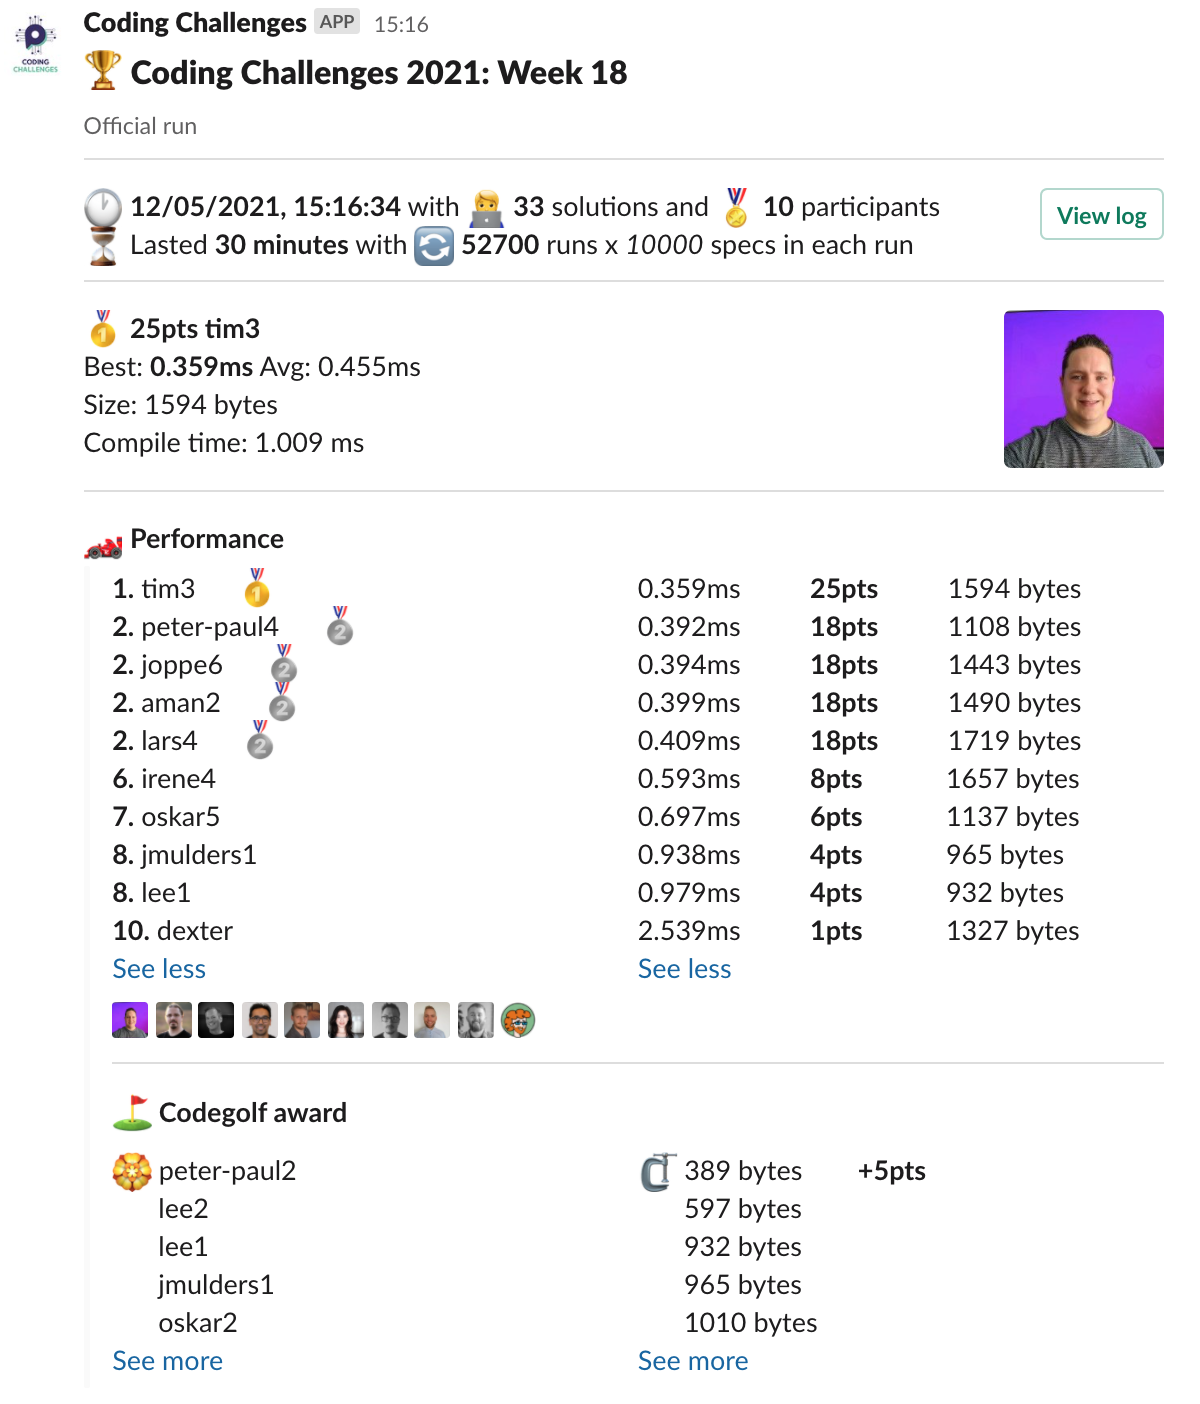 Coding Challenges APP 15:16
CODING
CHALLENGES
Coding Challenges 2021: Week 18
Official run
12/05/2021, 15:16:34 with 33 solutions and 10 participants
View log
Lasted 30 minutes with 52700 runs x 10000 specs in each run
25pts tim3
Best: 0.359ms Avg: 0.455ms
Size: 1594 bytes
Compile time: 1.009 ms
Performance
1. tim3 1 0.359ms 25pts 1594 bytes
2. peter-paul4 2 0.392ms 18pts 1108 bytes
2. joppe6 2 0.394ms 18pts 1443 bytes
2. aman2 2 0.399ms 18pts 1490 bytes
2. lars4 2 0.409ms 18pts 1719 bytes
6. irene4 0.593ms 8pts 1657 bytes
7. oskar5 0.697ms 6pts 1137 bytes
8. jmulders1 0.938ms 4pts 965 bytes
8. lee1 0.979ms 4pts 932 bytes
10. dexter 2.539ms 1pts 1327 bytes
See less See less
Codegolf award
peter-paul2 389 bytes +5pts
lee2 597 bytes
lee1 932 bytes
jmulders1 965 bytes
oskar2 1010 bytes
See more See more